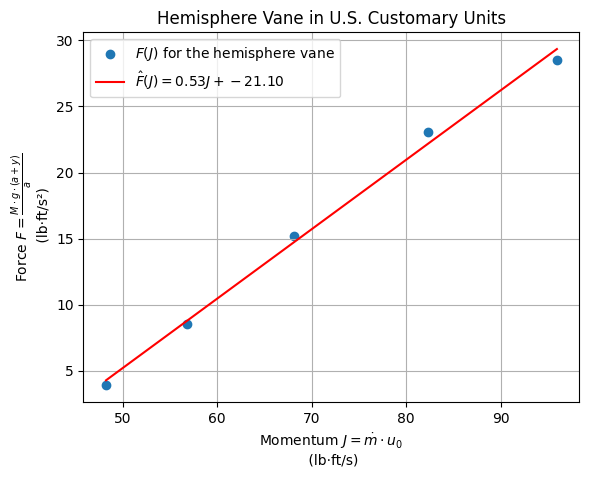 Hemisphere Vane in U.S. Customary Units
F(J) for the hemisphere vane
F̂(J) = 0.53J + −21.10
30
25
20
15
10
5
Force F = M · g · (a + y) / a
(lb·ft/s²)
50
60
70
80
90
Momentum J = ṁ · u₀
(lb·ft/s)